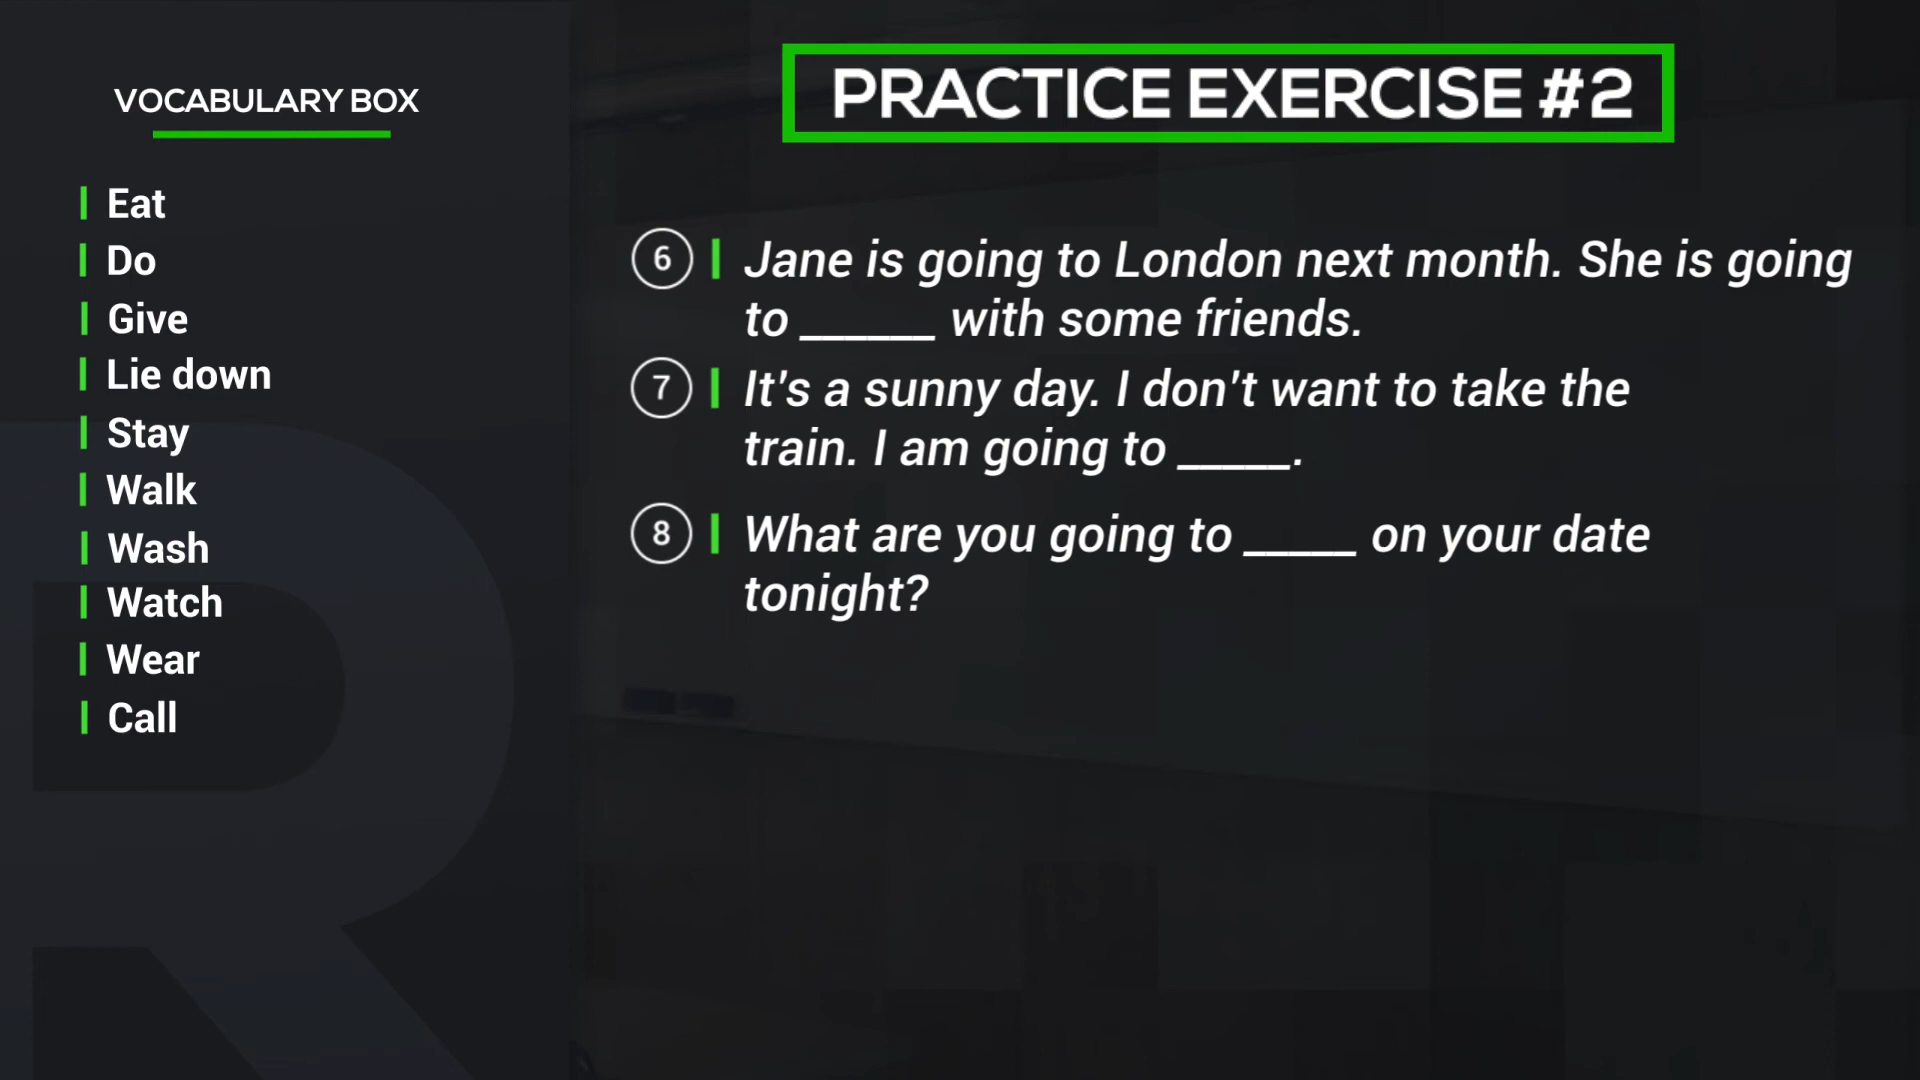 VOCABULARY BOX
Eat
Do
Give
Lie down
Stay
Walk
Wash
Watch
Wear
Call
PRACTICE EXERCISE #2
6 Jane is going to London next month. She is going
to ______ with some friends.
7 It's a sunny day. I don't want to take the
train. I am going to _____.
8 What are you going to _____ on your date
tonight?